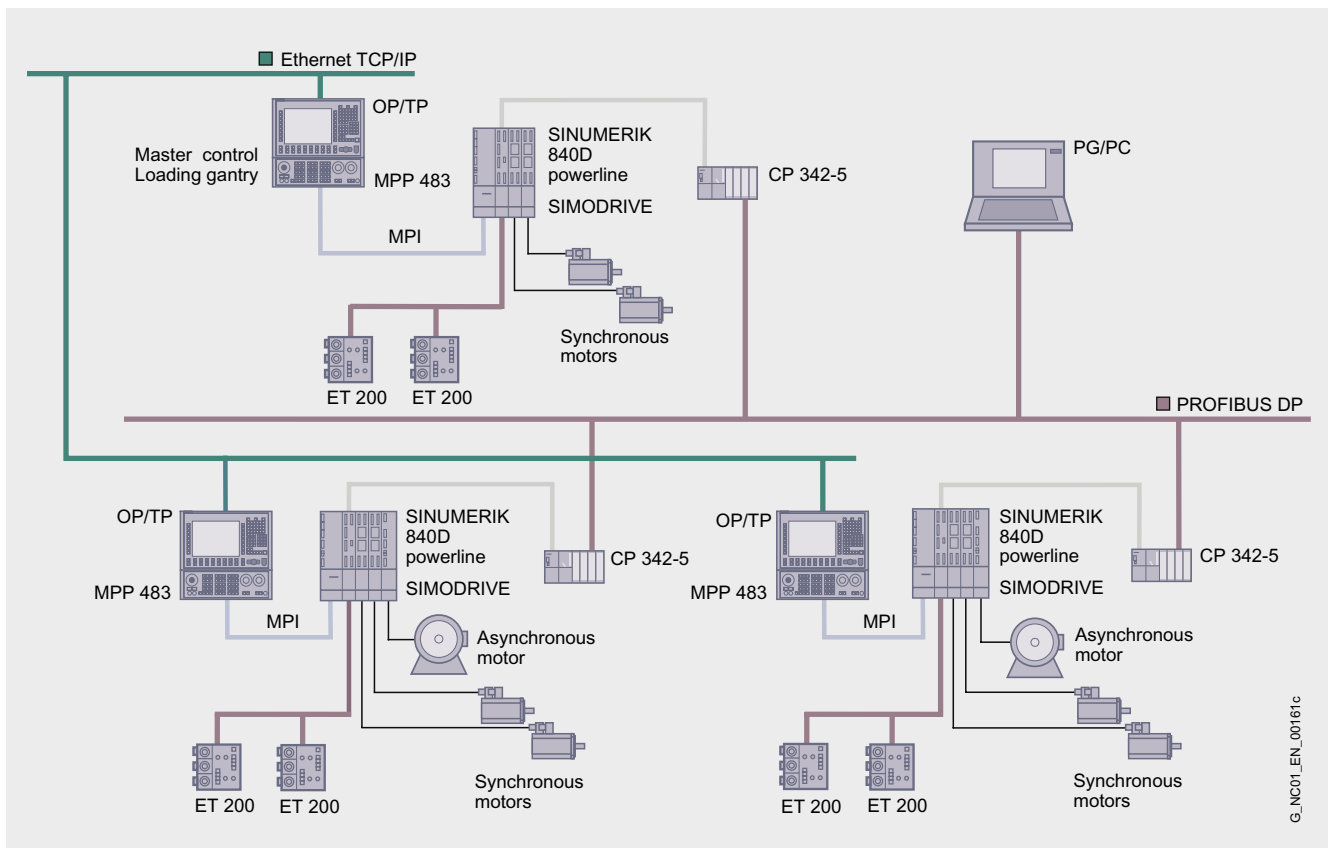 Ethernet TCP/IP
OP/TP
Master control
Loading gantry
MPP 483
MPI
SINUMERIK
840D
powerline
SIMODRIVE
CP 342-5
PG/PC
Synchronous
motors
ET 200
ET 200
PROFIBUS DP
OP/TP
MPP 483
MPI
SINUMERIK
840D
powerline
SIMODRIVE
CP 342-5
Asynchronous
motor
Synchronous
motors
ET 200
ET 200
OP/TP
MPP 483
MPI
SINUMERIK
840D
powerline
SIMODRIVE
CP 342-5
Asynchronous
motor
Synchronous
motors
ET 200
ET 200
G_NC01_EN_00161c